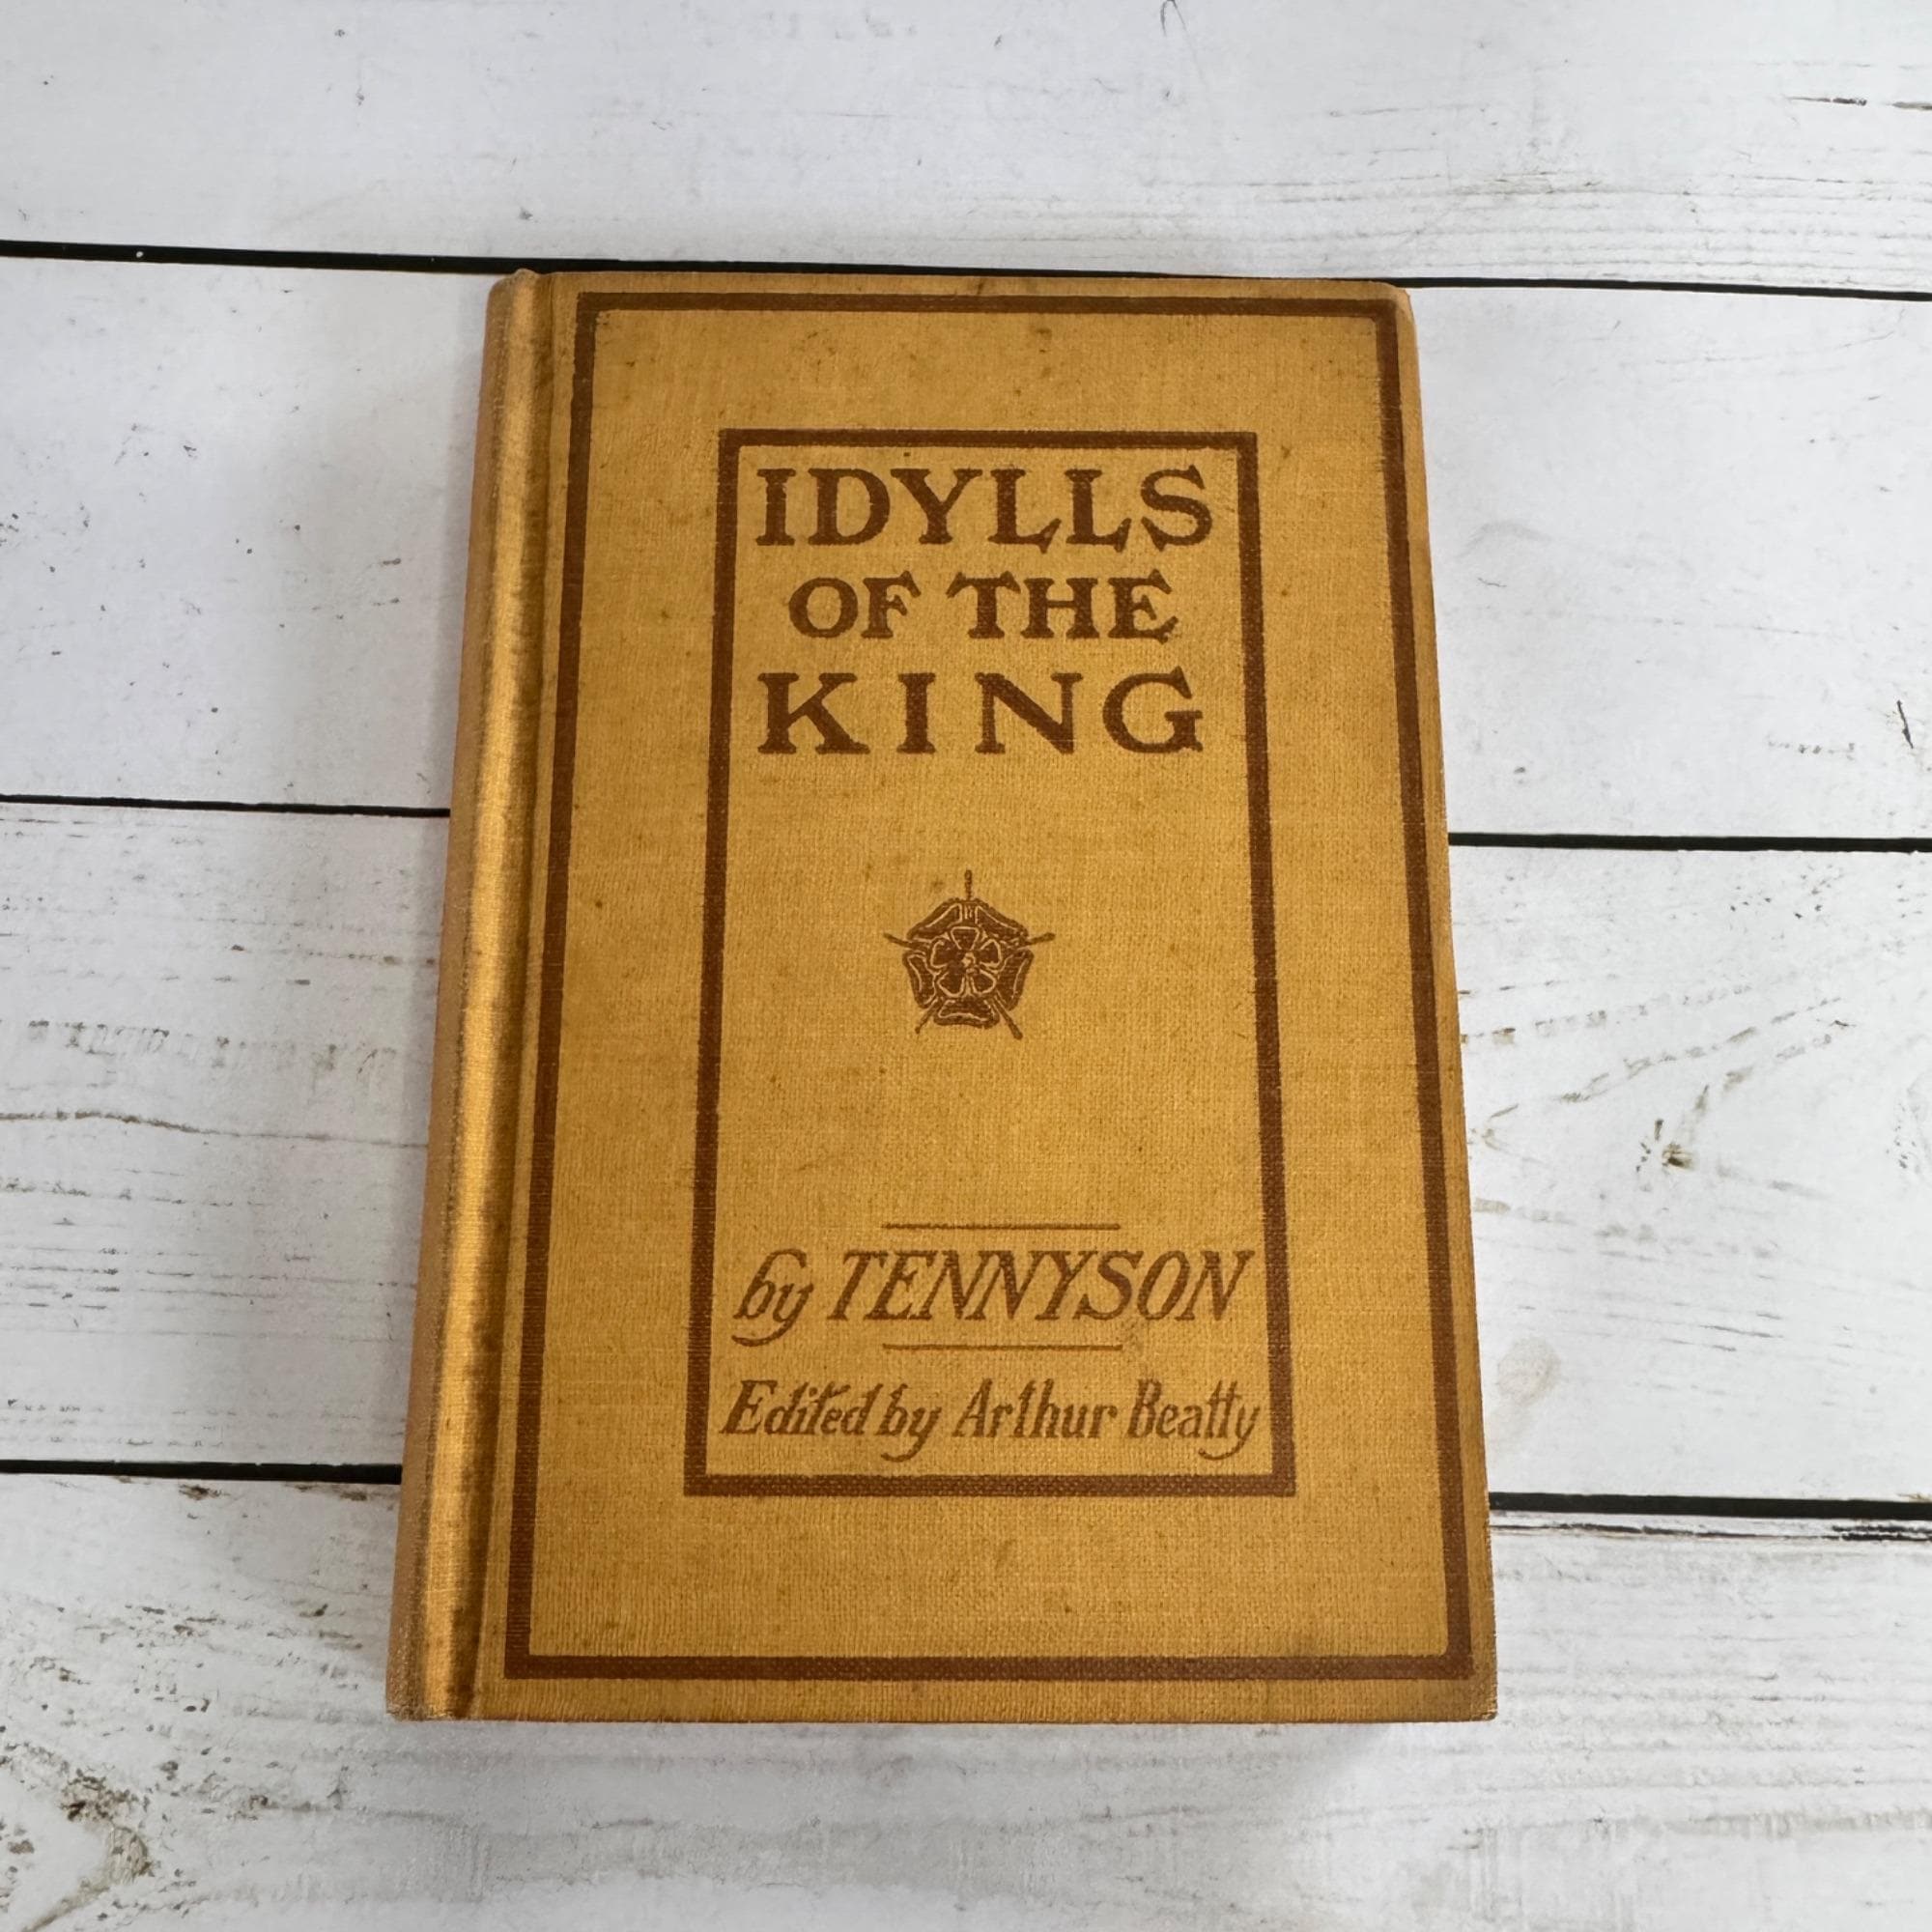 IDYLLS
OF THE
KING
by TENNYSON
Edited by Arthur Beatty